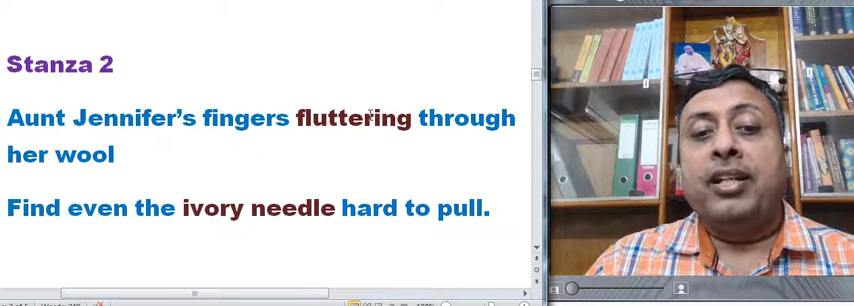 Stanza 2
Aunt Jennifer's fingers fluttering through
her wool
Find even the ivory needle hard to pull.